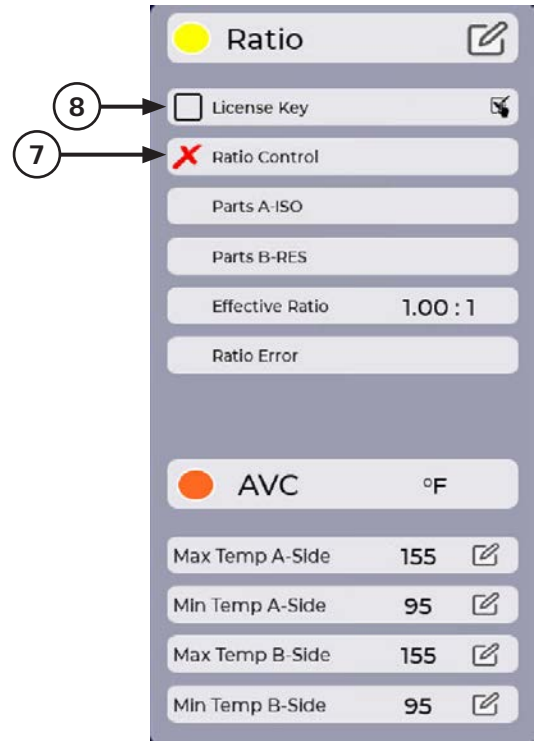 Ratio
8
License Key
7
Ratio Control
Parts A-ISO
Parts B-RES
Effective Ratio 1.00 : 1
Ratio Error
AVC °F
Max Temp A-Side 155
Min Temp A-Side 95
Max Temp B-Side 155
Min Temp B-Side 95